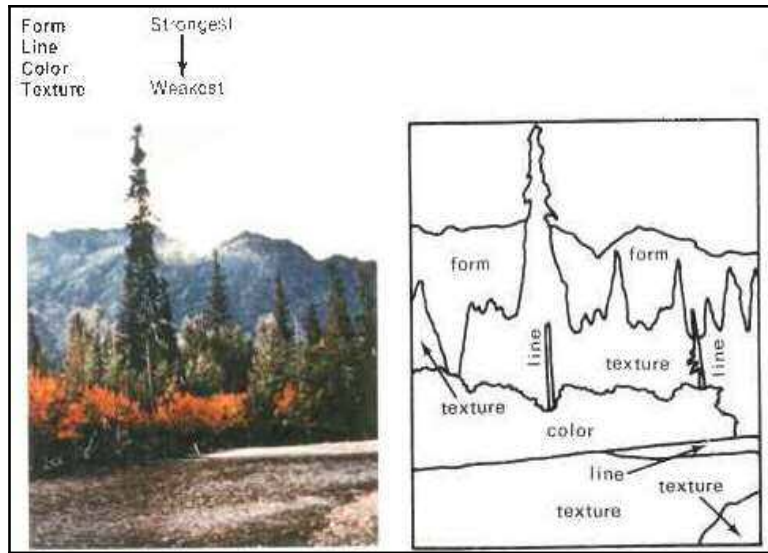 Form Strongest
Line
Color
Texture Weakest
form
form
line
line
texture
texture
color
line
texture
texture